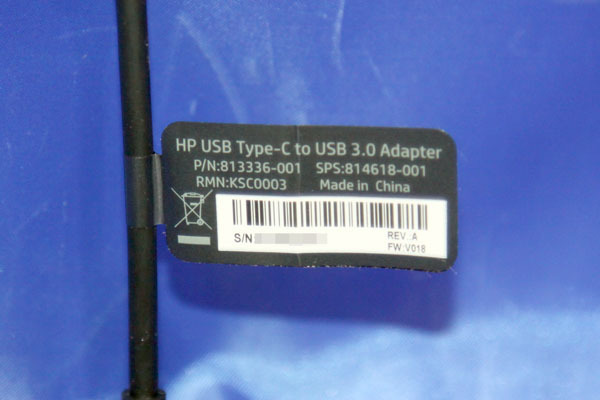 HP USB Type-C to USB 3.0 Adapter
P/N:813336-001 SPS:814618-001
RMN:KSC0003 Made in China
S/N REV.:A
FW:V018